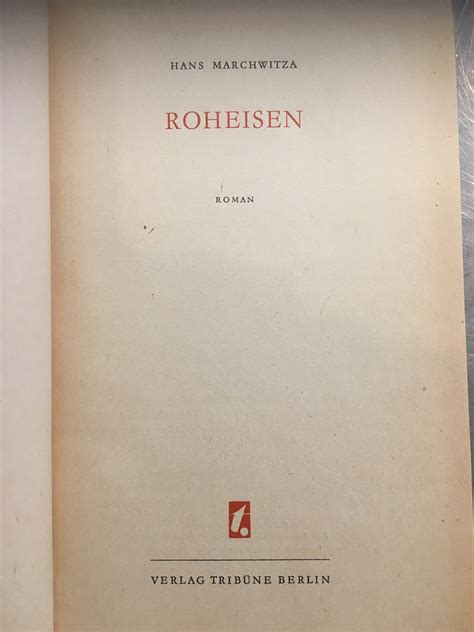 HANS MARCHWITZA
ROHEISEN
ROMAN
t.
VERLAG TRIBÜNE BERLIN